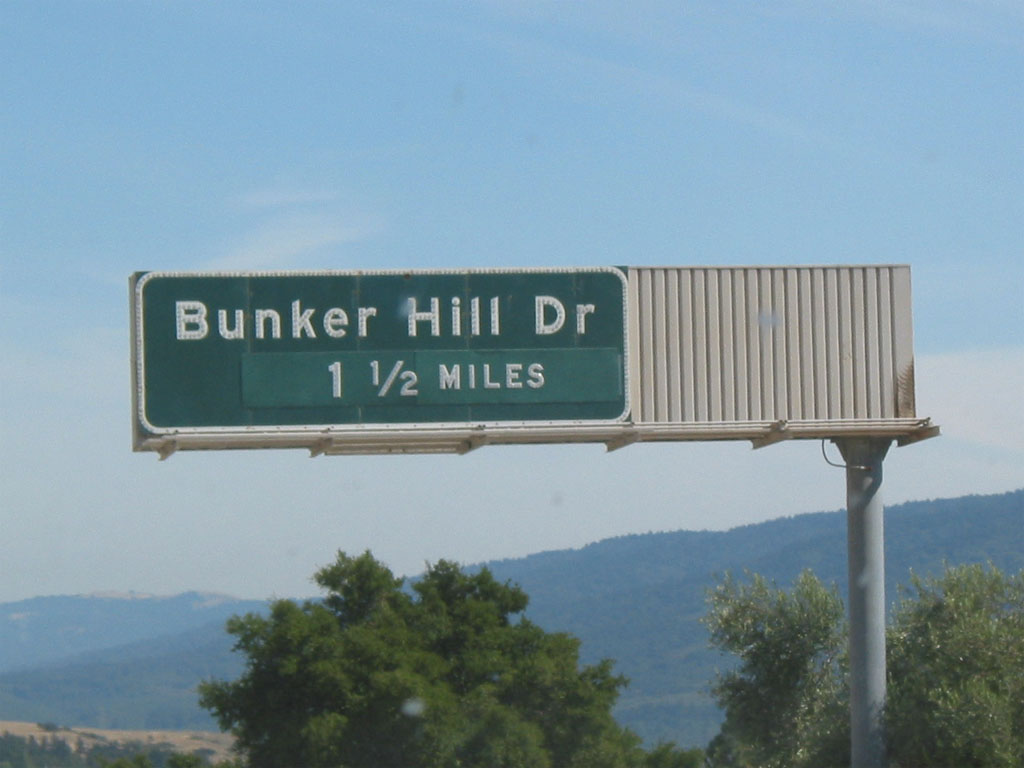 Bunker Hill Dr
1 1/2 MILES